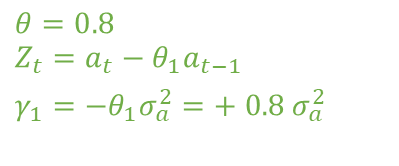 θ = 0.8
Z_t = a_t − θ_1 a_{t−1}
γ_1 = −θ_1 σ_a^2 = + 0.8 σ_a^2